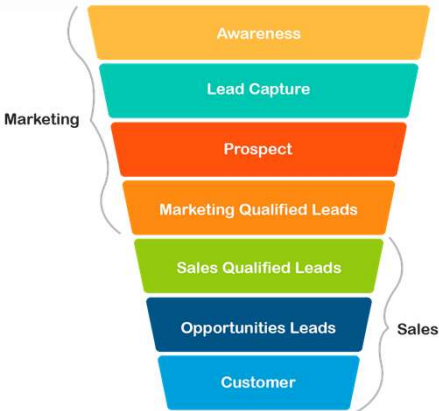 Awareness
Lead Capture
Marketing
Prospect
Marketing Qualified Leads
Sales Qualified Leads
Opportunities Leads
Sales
Customer